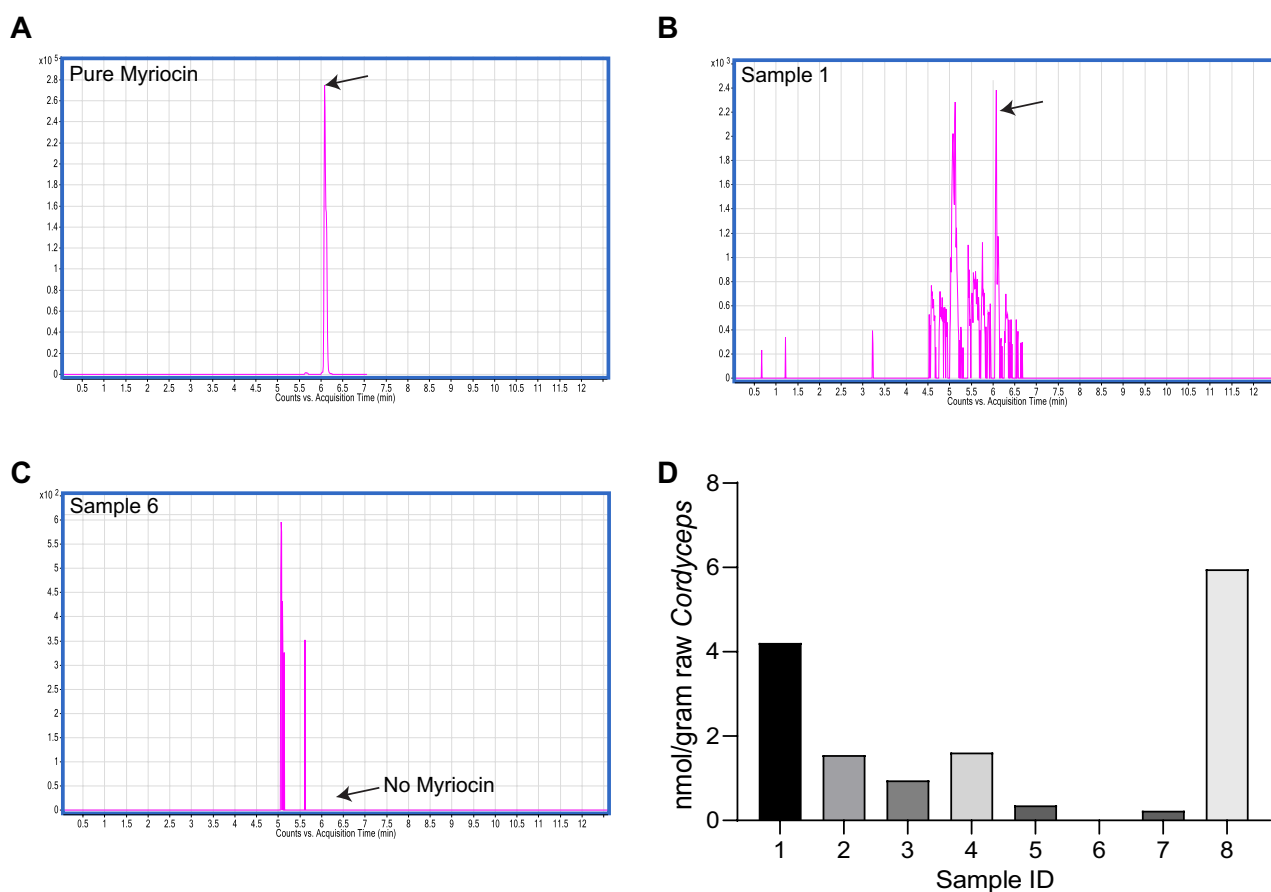 A
x10 5
Pure Myriocin
2.8
2.6
2.4
2.2
2
1.8
1.6
1.4
1.2
1
0.8
0.6
0.4
0.2
0
0.5 1 1.5 2 2.5 3 3.5 4 4.5 5 5.5 6 6.5 7 7.5 8 8.5 9 9.5 10 10.5 11 11.5 12
Counts vs. Acquisition Time (min)
B
x10 3
Sample 1
2.4
2.2
2
1.8
1.6
1.4
1.2
1
0.8
0.6
0.4
0.2
0
0.5 1 1.5 2 2.5 3 3.5 4 4.5 5 5.5 6 6.5 7 7.5 8 8.5 9 9.5 10 10.5 11 11.5 12
Counts vs. Acquisition Time (min)
C
x10 2
Sample 6
6
5.5
5
4.5
4
3.5
3
2.5
2
1.5
1
0.5
0
No Myriocin
0.5 1 1.5 2 2.5 3 3.5 4 4.5 5 5.5 6 6.5 7 7.5 8 8.5 9 9.5 10 10.5 11 11.5 12
Counts vs. Acquisition Time (min)
D
nmol/gram raw Cordyceps
8
6
4
2
0
1 2 3 4 5 6 7 8
Sample ID